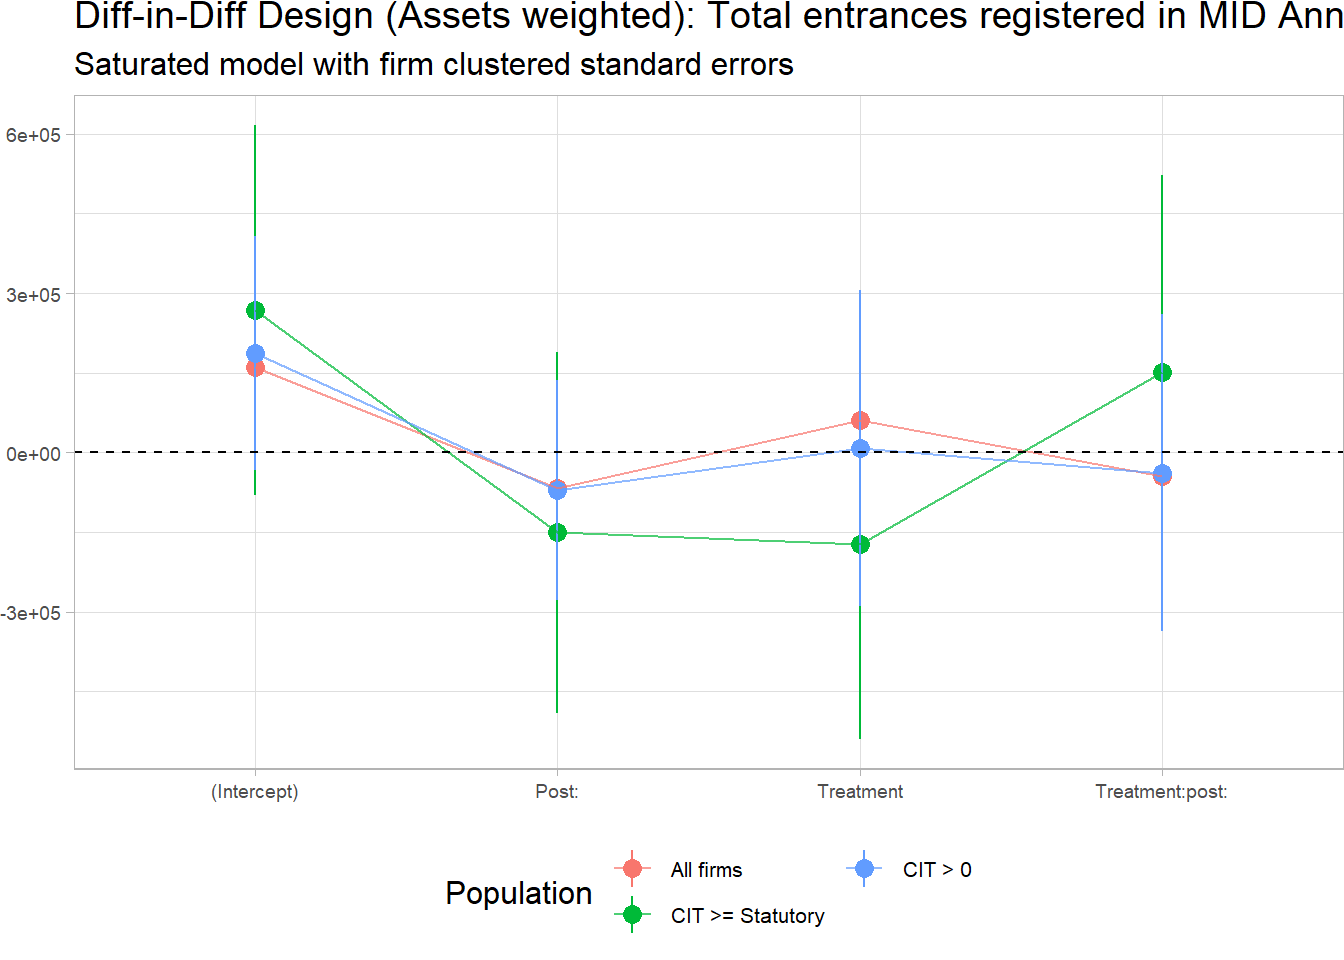 Diff-in-Diff Design (Assets weighted): Total entrances registered in MID Ann
Saturated model with firm clustered standard errors
6e+05
3e+05
0e+00
-3e+05
(Intercept)
Post:
Treatment
Treatment:post:
Population
All firms
CIT > 0
CIT >= Statutory